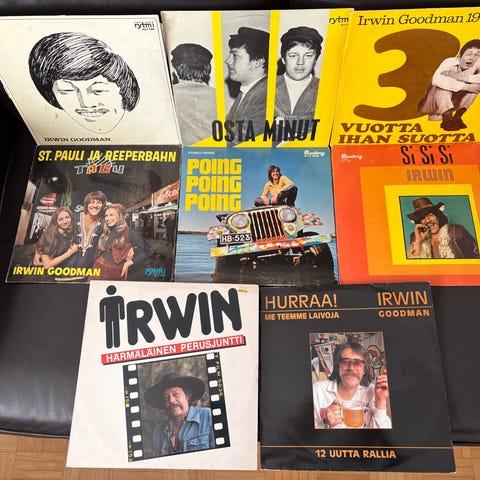 rytmi
IRWIN GOODMAN
rytmi
OSTA MINUT
Irwin Goodman 19
30
VUOTTA
IHAN SUOTTA
ST. PAULI JA REEPERBAHN
rytmi
IRWIN GOODMAN
POING
POING
POING
HB-523
Si Si Si
IRWIN
IRWIN
HÄRMÄLÄINEN PERUSJUNTTI
HURRAA! IRWIN
ME TEEMME LAIVOJA GOODMAN
12 UUTTA RALLIA